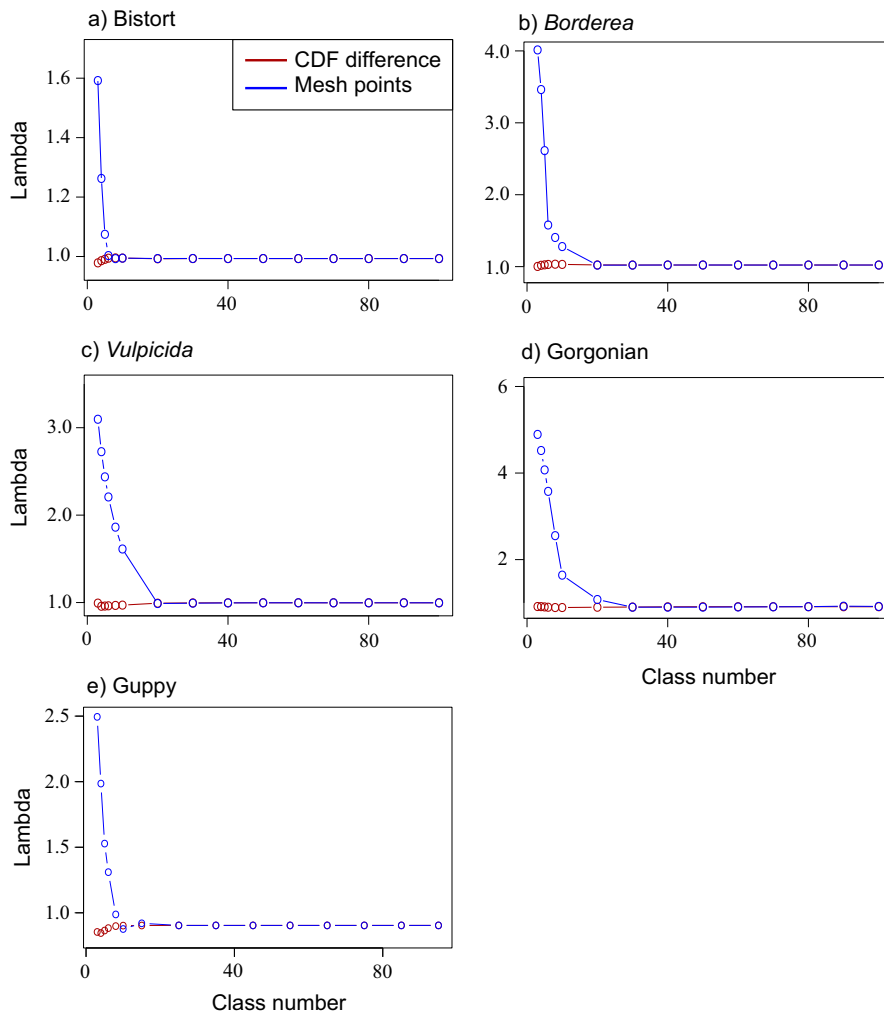 a) Bistort
CDF difference
Mesh points
Lambda
1.6
1.4
1.2
1.0
0
40
80
b) Borderea
4.0
3.0
2.0
1.0
0
40
80
c) Vulpicida
Lambda
3.0
2.0
1.0
0
40
80
d) Gorgonian
6
4
2
0
40
80
Class number
e) Guppy
Lambda
2.5
2.0
1.5
1.0
0
40
80
Class number